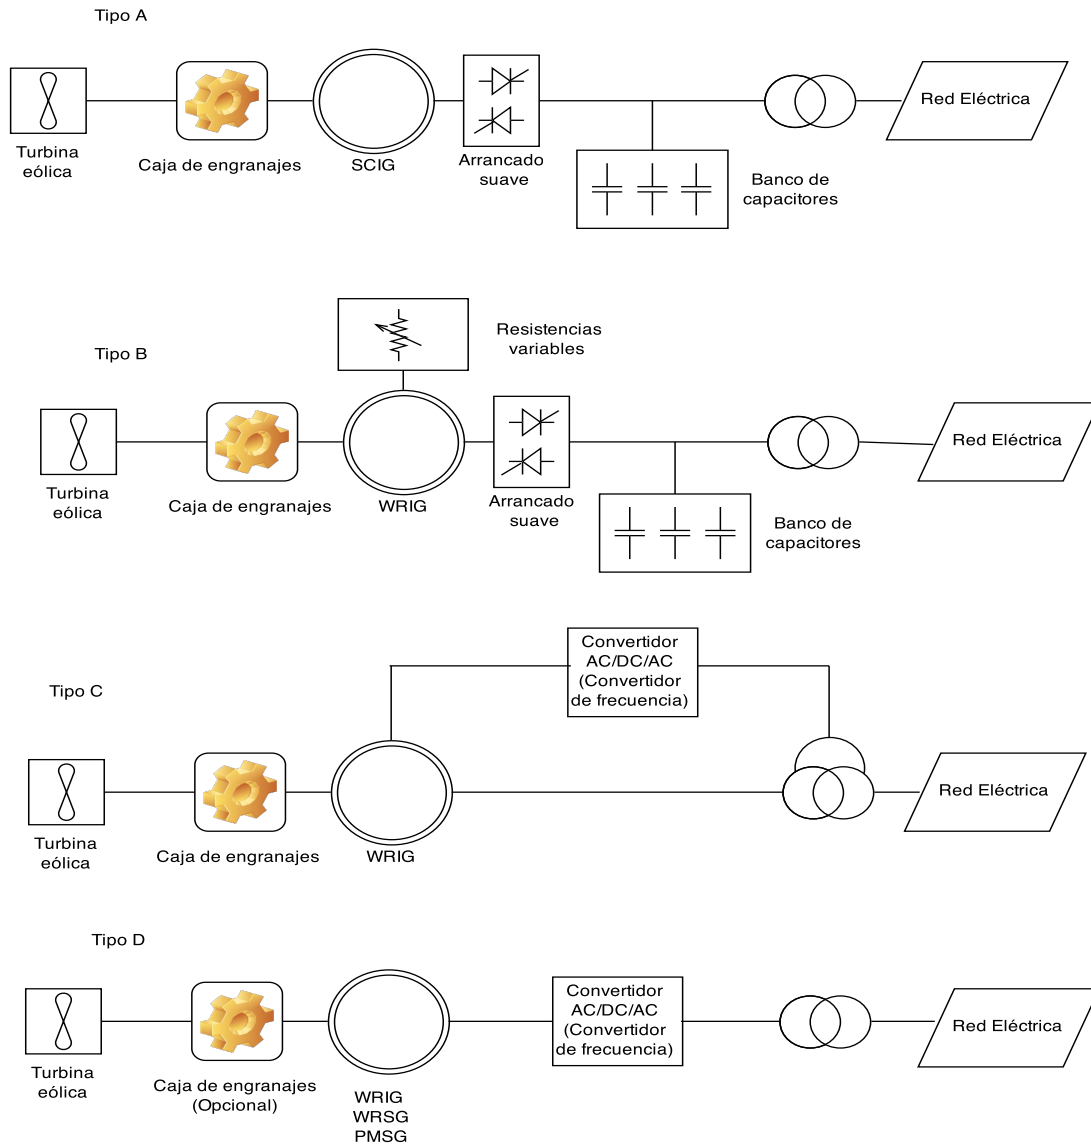 Tipo A
Turbina
eólica
Caja de engranajes
SCIG
Arrancado
suave
Banco de
capacitores
Red Eléctrica
Tipo B
Resistencias
variables
Turbina
eólica
Caja de engranajes
WRIG
Arrancado
suave
Banco de
capacitores
Red Eléctrica
Tipo C
Convertidor
AC/DC/AC
(Convertidor
de frecuencia)
Turbina
eólica
Caja de engranajes
WRIG
Red Eléctrica
Tipo D
Turbina
eólica
Caja de engranajes
(Opcional)
WRIG
WRSG
PMSG
Convertidor
AC/DC/AC
(Convertidor
de frecuencia)
Red Eléctrica